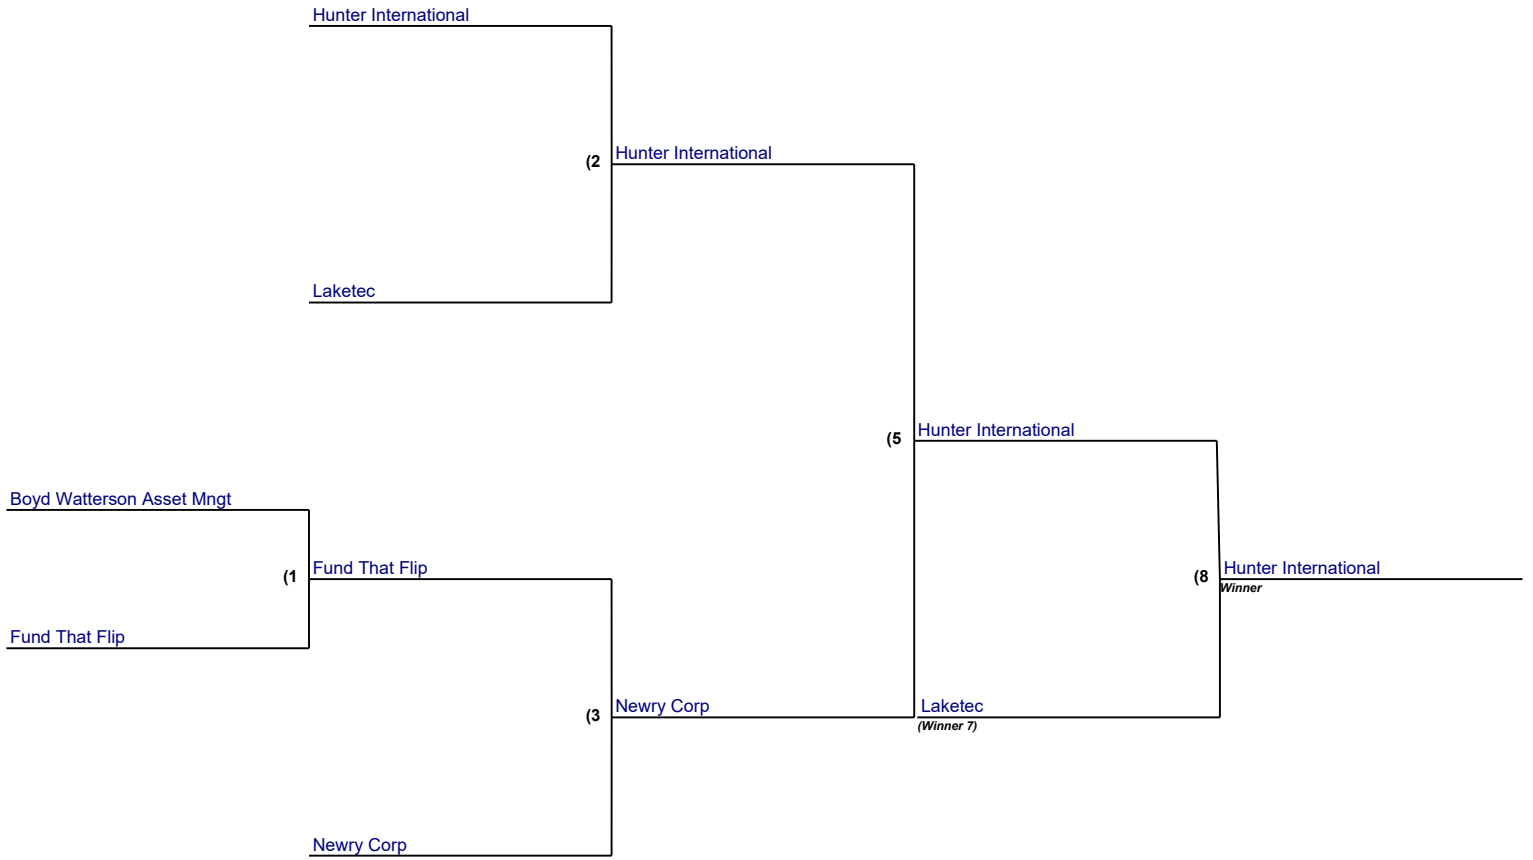 Hunter International
(2
Hunter International
Laketec
(5
Hunter International
Boyd Watterson Asset Mngt
(1
Fund That Flip
(8
Hunter International
Winner
Fund That Flip
(3
Newry Corp
Laketec
(Winner 7)
Newry Corp